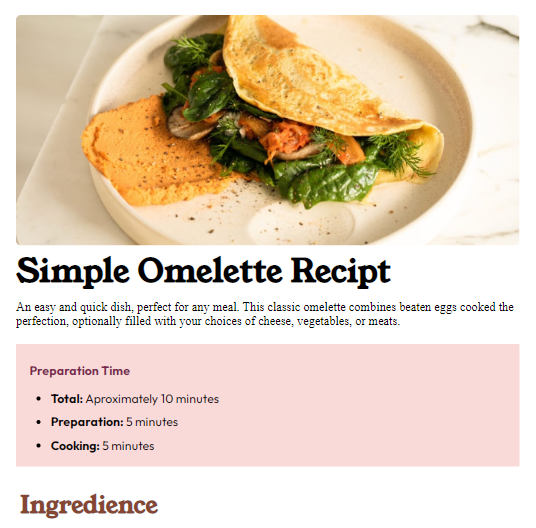 Simple Omelette Recipt
An easy and quick dish, perfect for any meal. This classic omelette combines beaten eggs cooked the
perfection, optionally filled with your choices of cheese, vegetables, or meats.
Preparation Time
Total: Aproximately 10 minutes
Preparation: 5 minutes
Cooking: 5 minutes
Ingredience